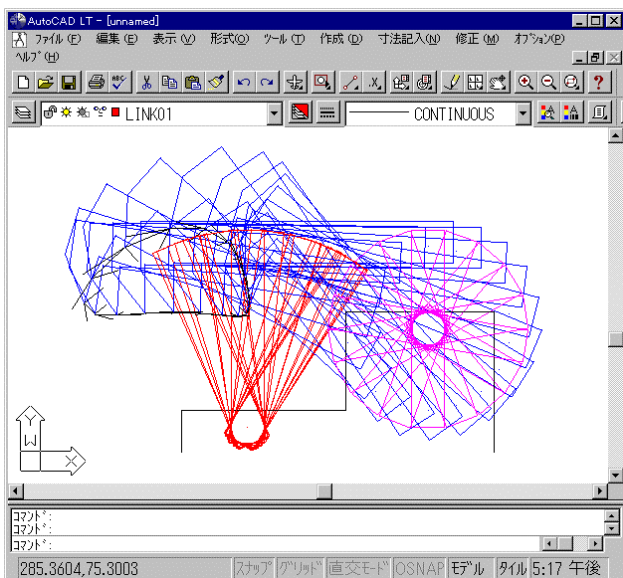 AutoCAD LT - [unnamed]
ﾌｧｲﾙ(F) 編集(E) 表示(V) 形式(O) ﾂｰﾙ(T) 作成(D) 寸法記入(N) 修正(M) ｵﾌﾟｼｮﾝ(P)
ﾍﾙﾌﾟ(H)
ABC
LINK01 CONTINUOUS
Y
W
X
ｺﾏﾝﾄﾞ:
ｺﾏﾝﾄﾞ:
ｺﾏﾝﾄﾞ:
285.3604,75.3003 ｽﾅｯﾌﾟ ｸﾞﾘｯﾄﾞ 直交ﾓｰﾄﾞ OSNAP ﾓﾃﾞﾙ ﾀｲﾙ 5:17 午後